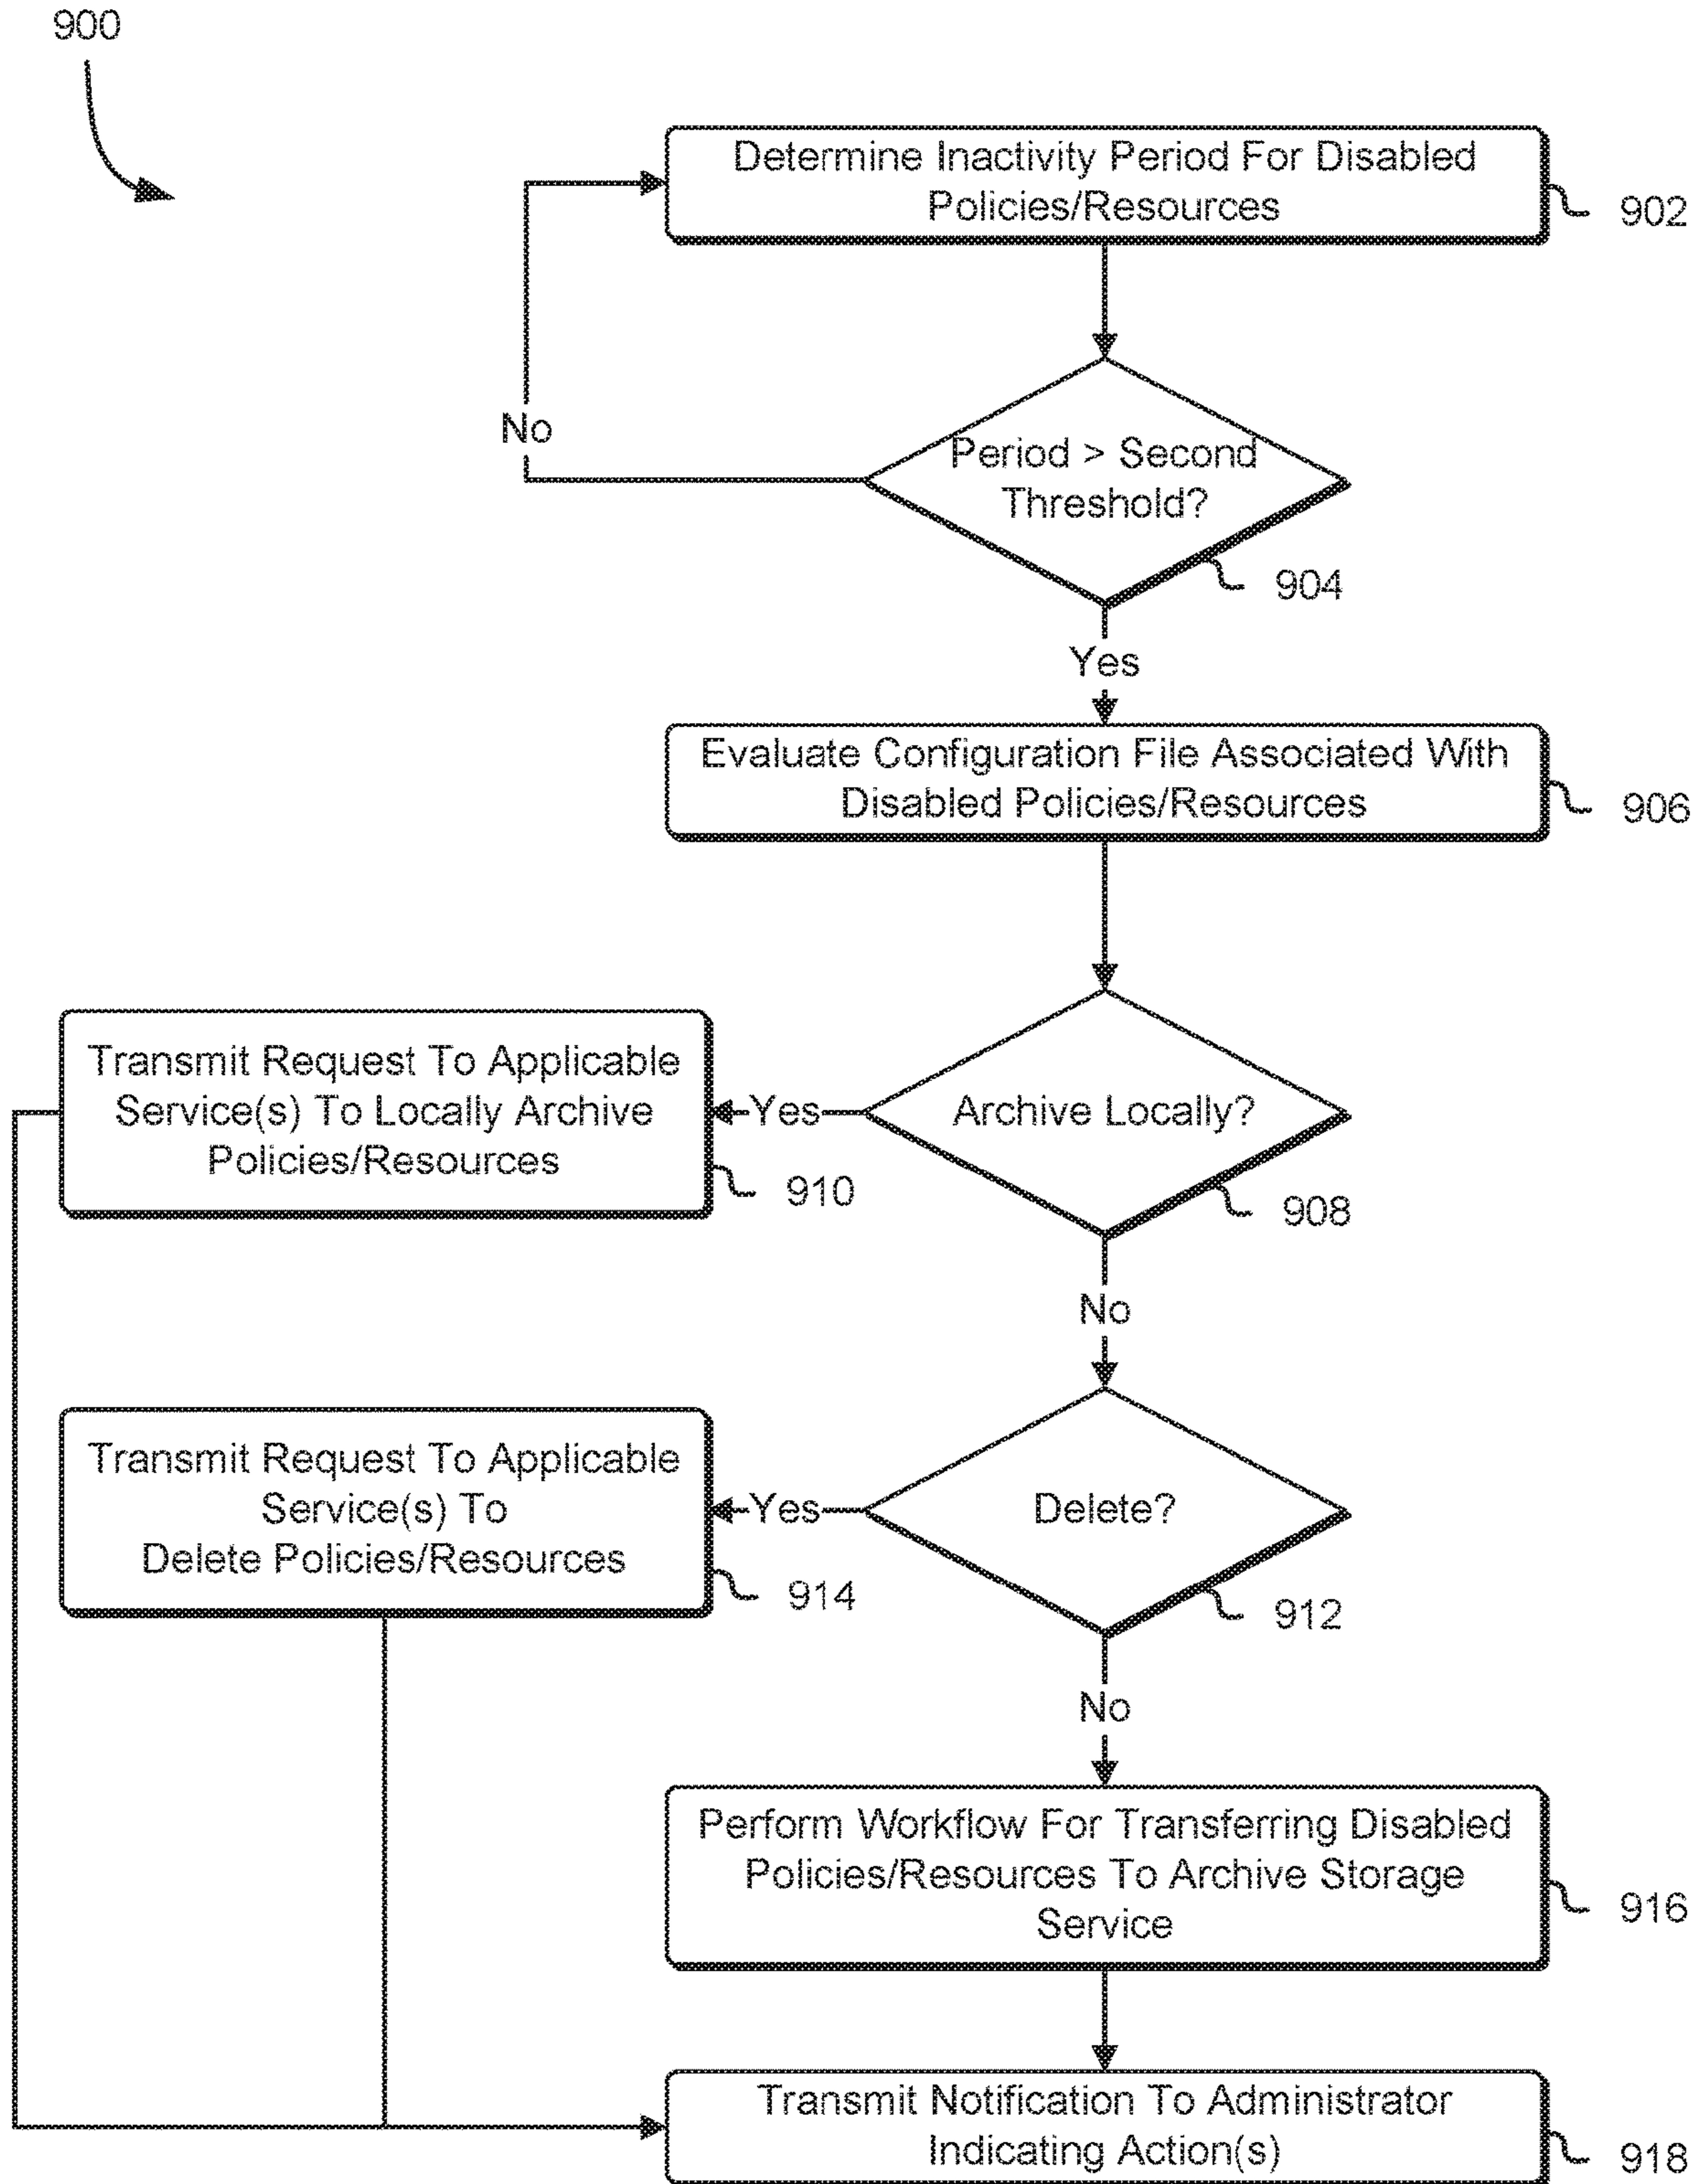 900
Determine Inactivity Period For Disabled
Policies/Resources
902
No
Period > Second
Threshold?
904
Yes
Evaluate Configuration File Associated With
Disabled Policies/Resources
906
Transmit Request To Applicable
Service(s) To Locally Archive
Policies/Resources
910
Yes
Archive Locally?
908
No
Transmit Request To Applicable
Service(s) To
Delete Policies/Resources
914
Yes
Delete?
912
No
Perform Workflow For Transferring Disabled
Policies/Resources To Archive Storage
Service
916
Transmit Notification To Administrator
Indicating Action(s)
918